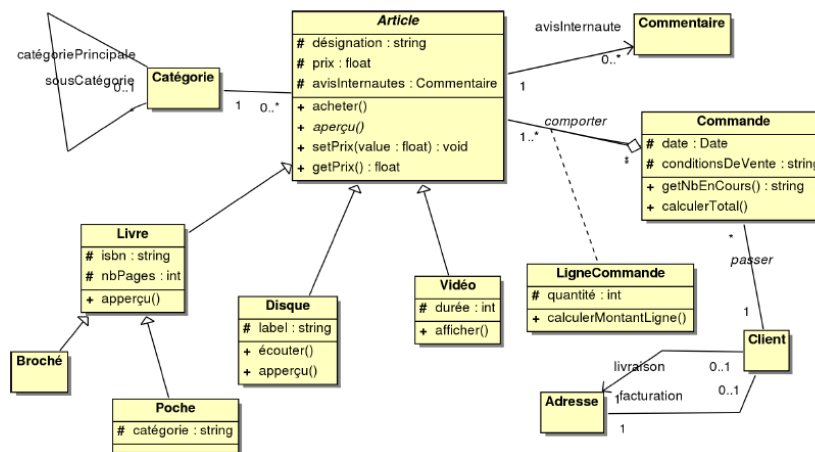 Article
# désignation : string
# prix : float
# avisInternautes : Commentaire
+ acheter()
+ aperçu()
+ setPrix(value : float) : void
+ getPrix() : float
avisInternaute
Commentaire
1
0..*
catégoriePrincipale
sousCatégorie
0..1
*
Catégorie
1
0..*
comporter
1..*
*
Commande
# date : Date
# conditionsDeVente : string
+ getNbEnCours() : string
+ calculerTotal()
*
passer
1
Livre
# isbn : string
# nbPages : int
+ apperçu()
Disque
# label : string
+ écouter()
+ apperçu()
Vidéo
# durée : int
+ afficher()
LigneCommande
# quantité : int
+ calculerMontantLigne()
Broché
Poche
# catégorie : string
Client
livraison
0..1
1
facturation
0..1
Adresse
1